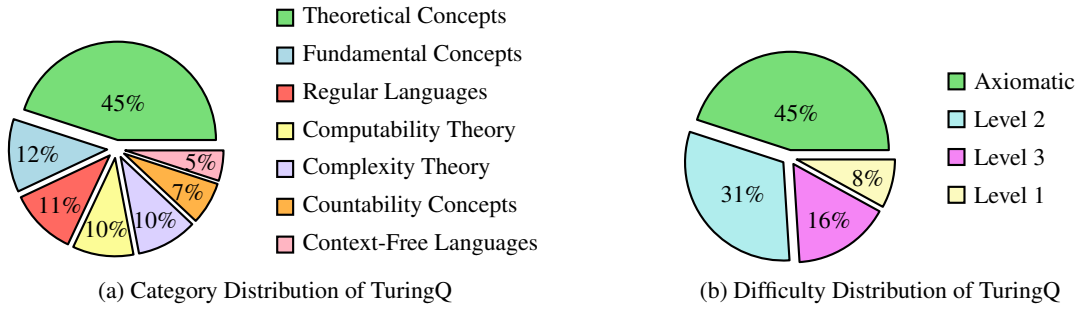 Theoretical Concepts
Fundamental Concepts
Regular Languages
Computability Theory
Complexity Theory
Countability Concepts
Context-Free Languages
45%
12%
11%
10%
10%
7%
5%
(a) Category Distribution of TuringQ
Axiomatic
Level 2
Level 3
Level 1
45%
31%
16%
8%
(b) Difficulty Distribution of TuringQ